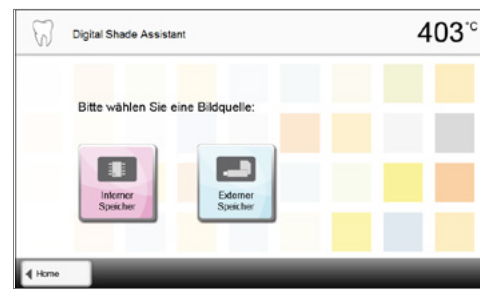 Digital Shade Assistant
403°C
Bitte wählen Sie eine Bildquelle:
Interner
Speicher
Externer
Speicher
Home